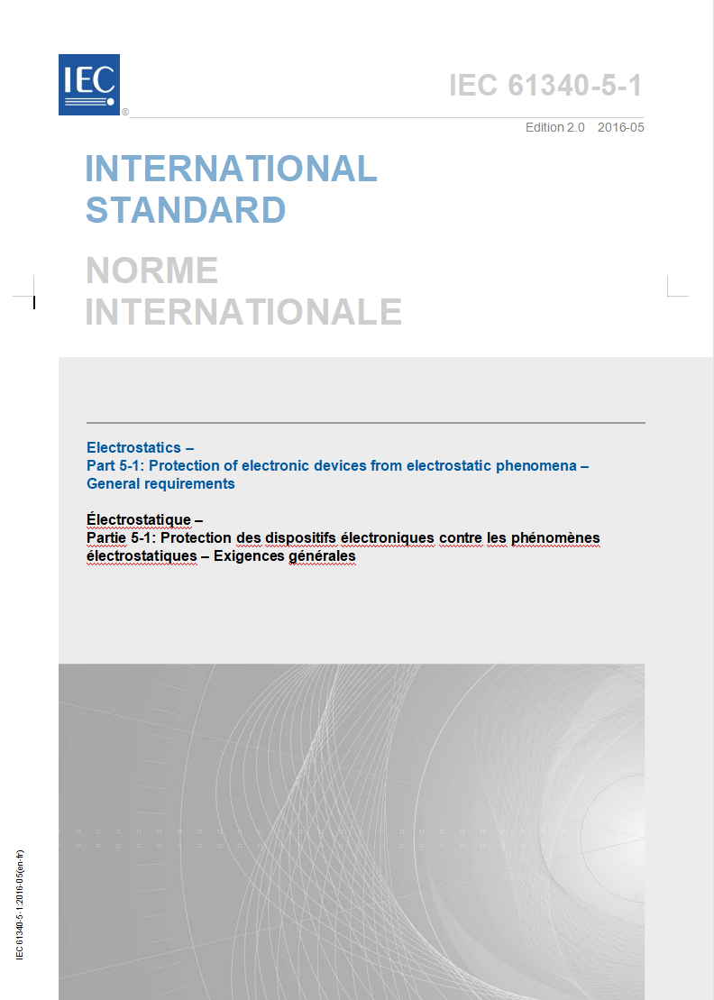 IEC
®
IEC 61340-5-1
Edition 2.0 2016-05
INTERNATIONAL
STANDARD
NORME
INTERNATIONALE
Electrostatics –
Part 5-1: Protection of electronic devices from electrostatic phenomena –
General requirements
Électrostatique –
Partie 5-1: Protection des dispositifs électroniques contre les phénomènes
électrostatiques – Exigences générales
IEC 61340-5-1:2016-05(en-fr)